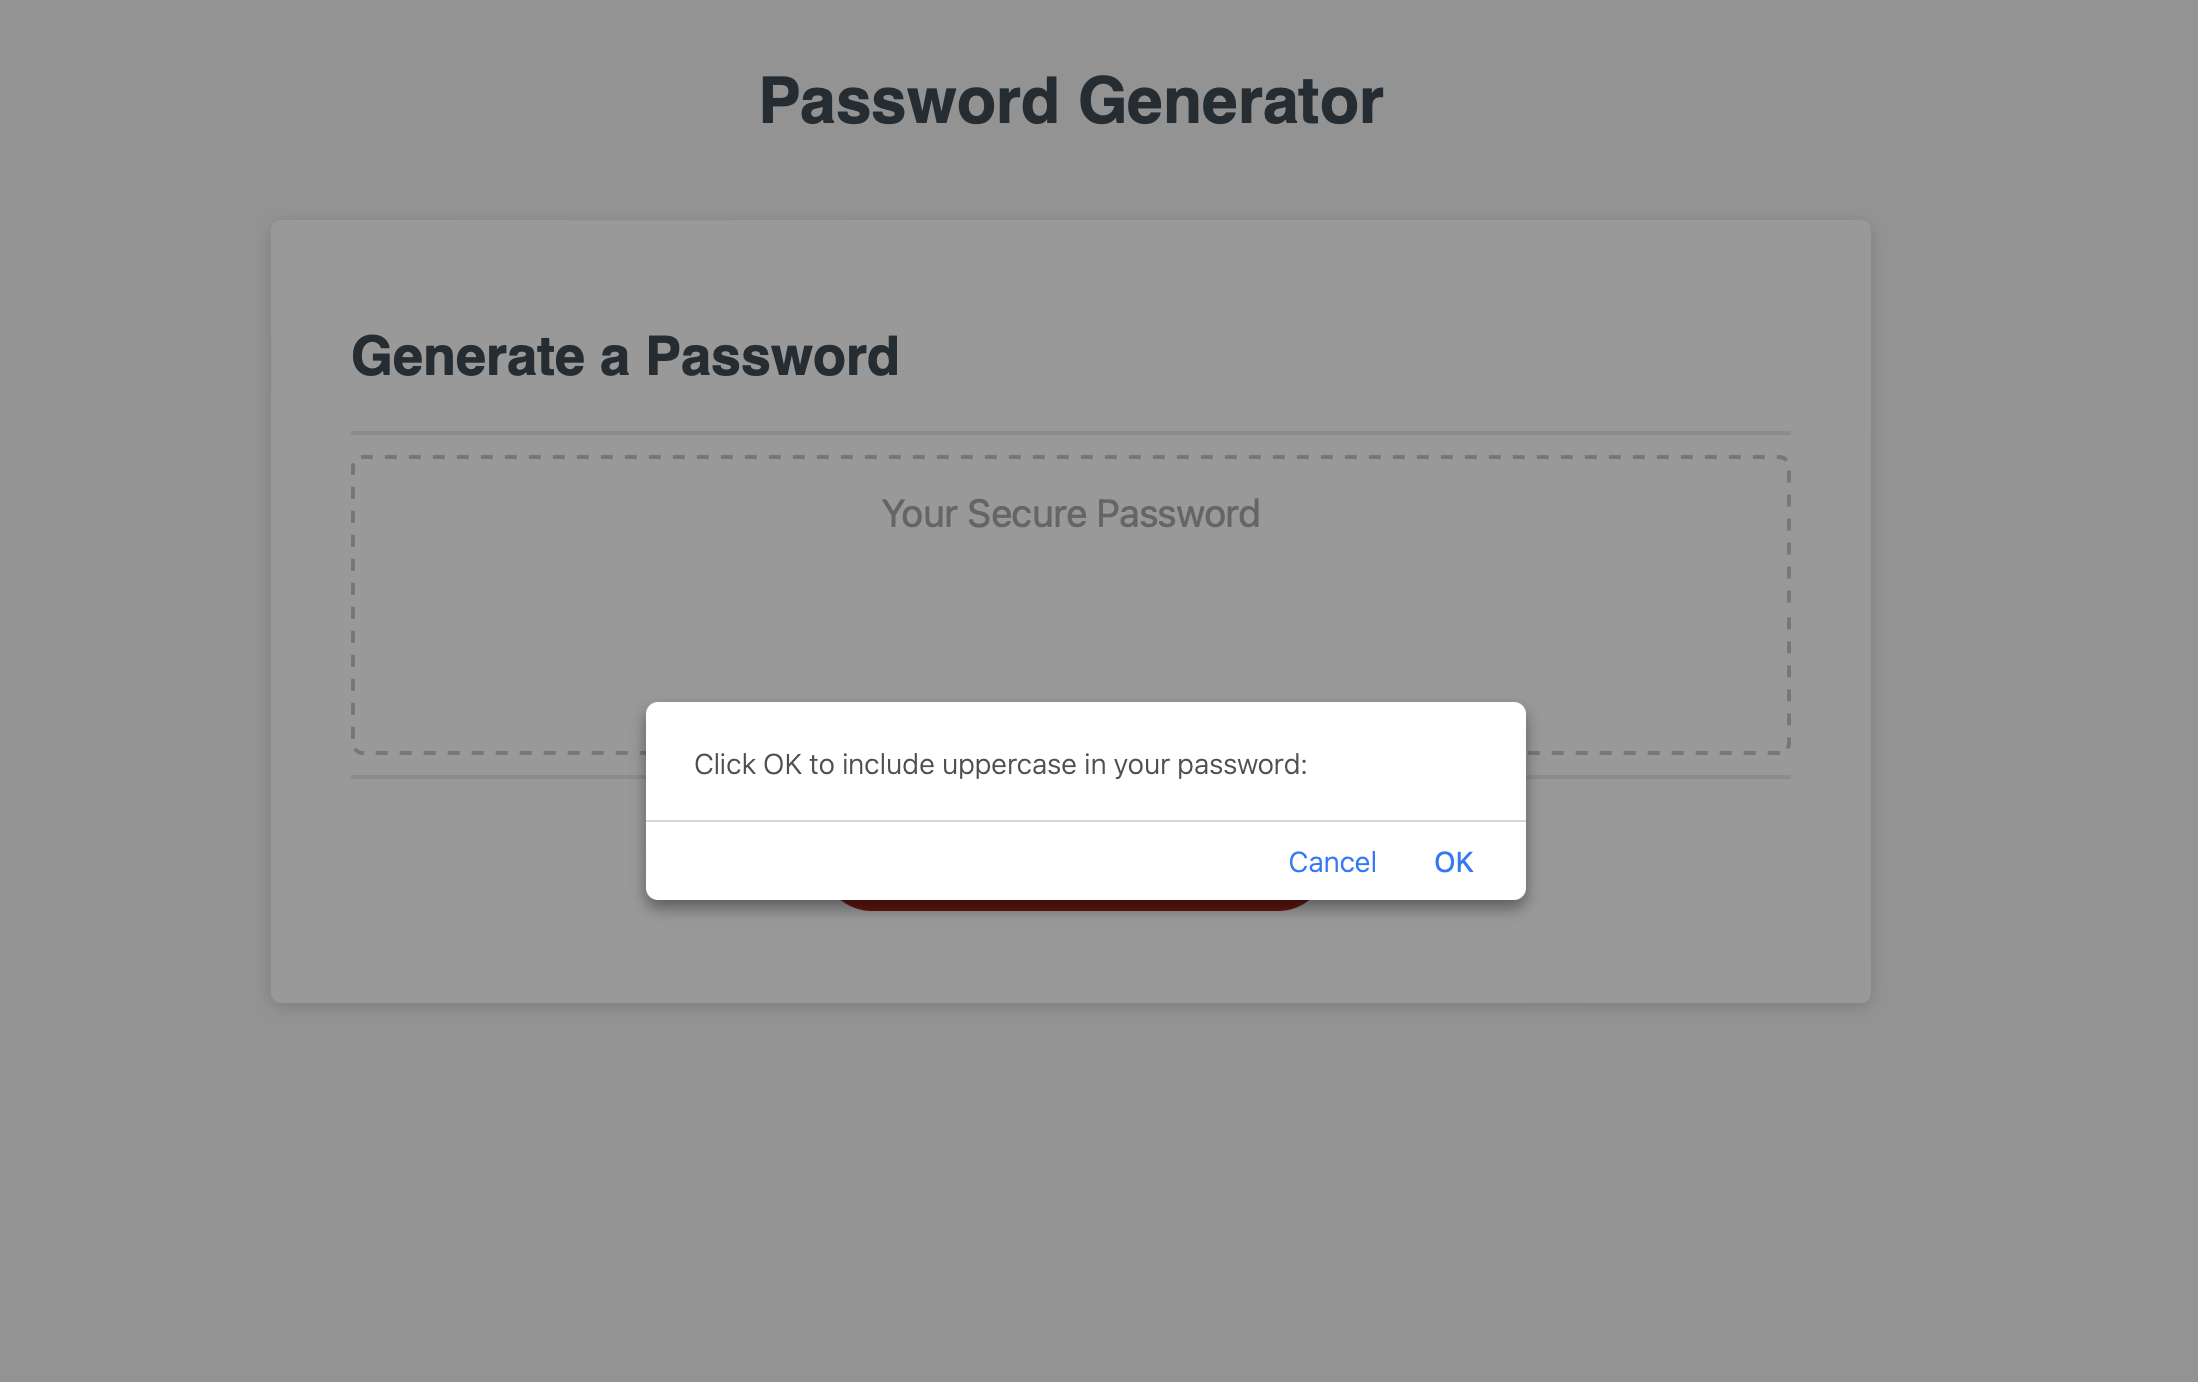 Password Generator
Generate a Password
Your Secure Password
Click OK to include uppercase in your password:
Cancel OK